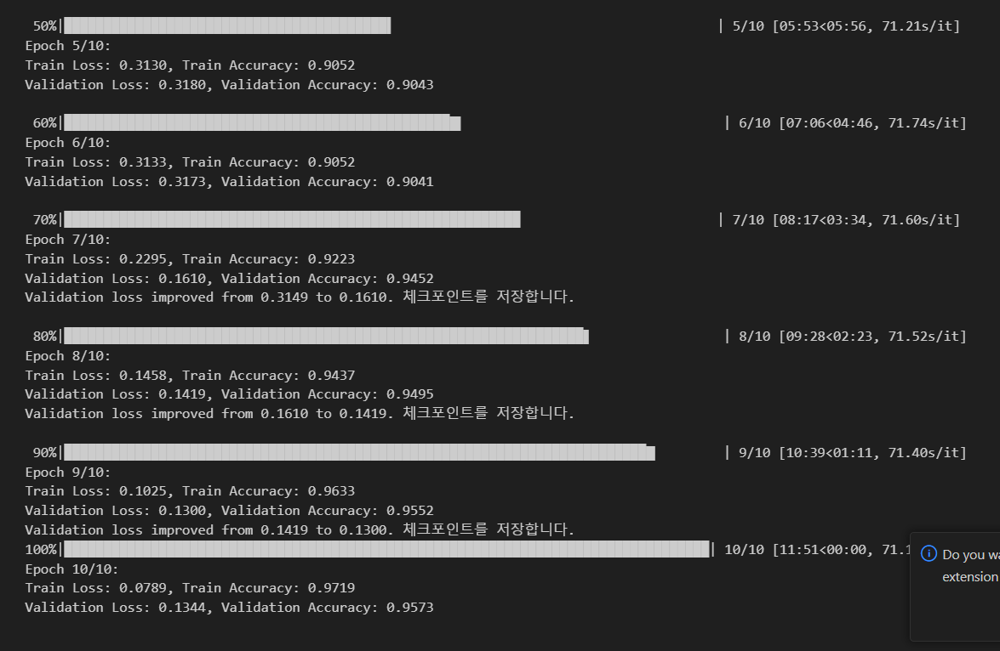 50%| | 5/10 [05:53<05:56, 71.21s/it]
Epoch 5/10:
Train Loss: 0.3130, Train Accuracy: 0.9052
Validation Loss: 0.3180, Validation Accuracy: 0.9043
60%| | 6/10 [07:06<04:46, 71.74s/it]
Epoch 6/10:
Train Loss: 0.3133, Train Accuracy: 0.9052
Validation Loss: 0.3173, Validation Accuracy: 0.9041
70%| | 7/10 [08:17<03:34, 71.60s/it]
Epoch 7/10:
Train Loss: 0.2295, Train Accuracy: 0.9223
Validation Loss: 0.1610, Validation Accuracy: 0.9452
Validation loss improved from 0.3149 to 0.1610. 체크포인트를 저장합니다.
80%| | 8/10 [09:28<02:23, 71.52s/it]
Epoch 8/10:
Train Loss: 0.1458, Train Accuracy: 0.9437
Validation Loss: 0.1419, Validation Accuracy: 0.9495
Validation loss improved from 0.1610 to 0.1419. 체크포인트를 저장합니다.
90%| | 9/10 [10:39<01:11, 71.40s/it]
Epoch 9/10:
Train Loss: 0.1025, Train Accuracy: 0.9633
Validation Loss: 0.1300, Validation Accuracy: 0.9552
Validation loss improved from 0.1419 to 0.1300. 체크포인트를 저장합니다.
100%| | 10/10 [11:51<00:00, 71.1
Epoch 10/10:
Train Loss: 0.0789, Train Accuracy: 0.9719
Validation Loss: 0.1344, Validation Accuracy: 0.9573
Do you
extension